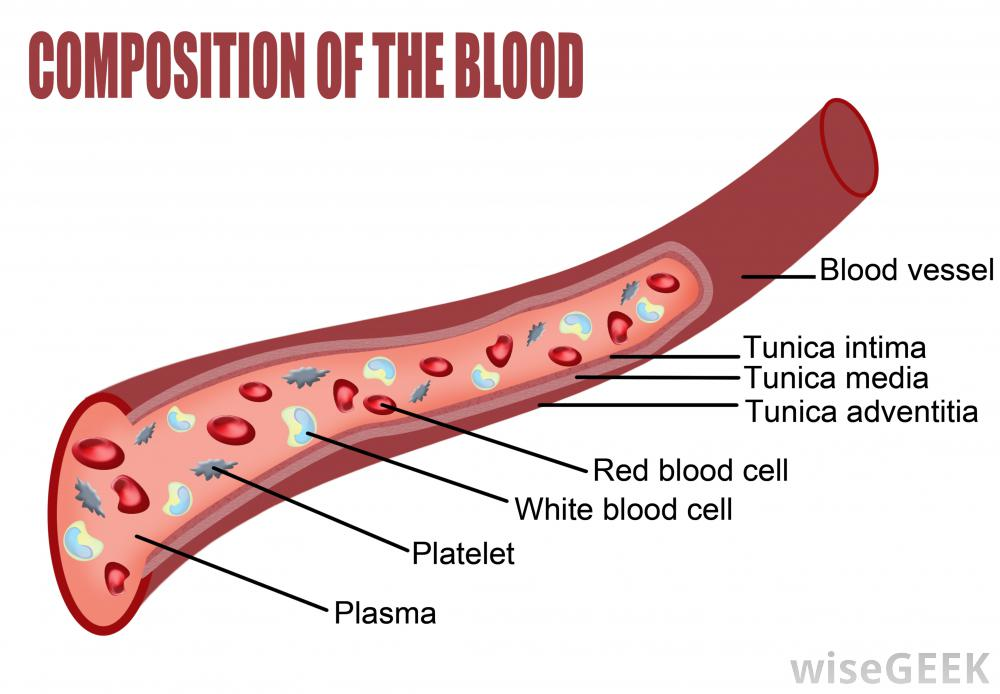 COMPOSITION OF THE BLOOD
Blood vessel
Tunica intima
Tunica media
Tunica adventitia
Red blood cell
White blood cell
Platelet
Plasma
wiseGEEK